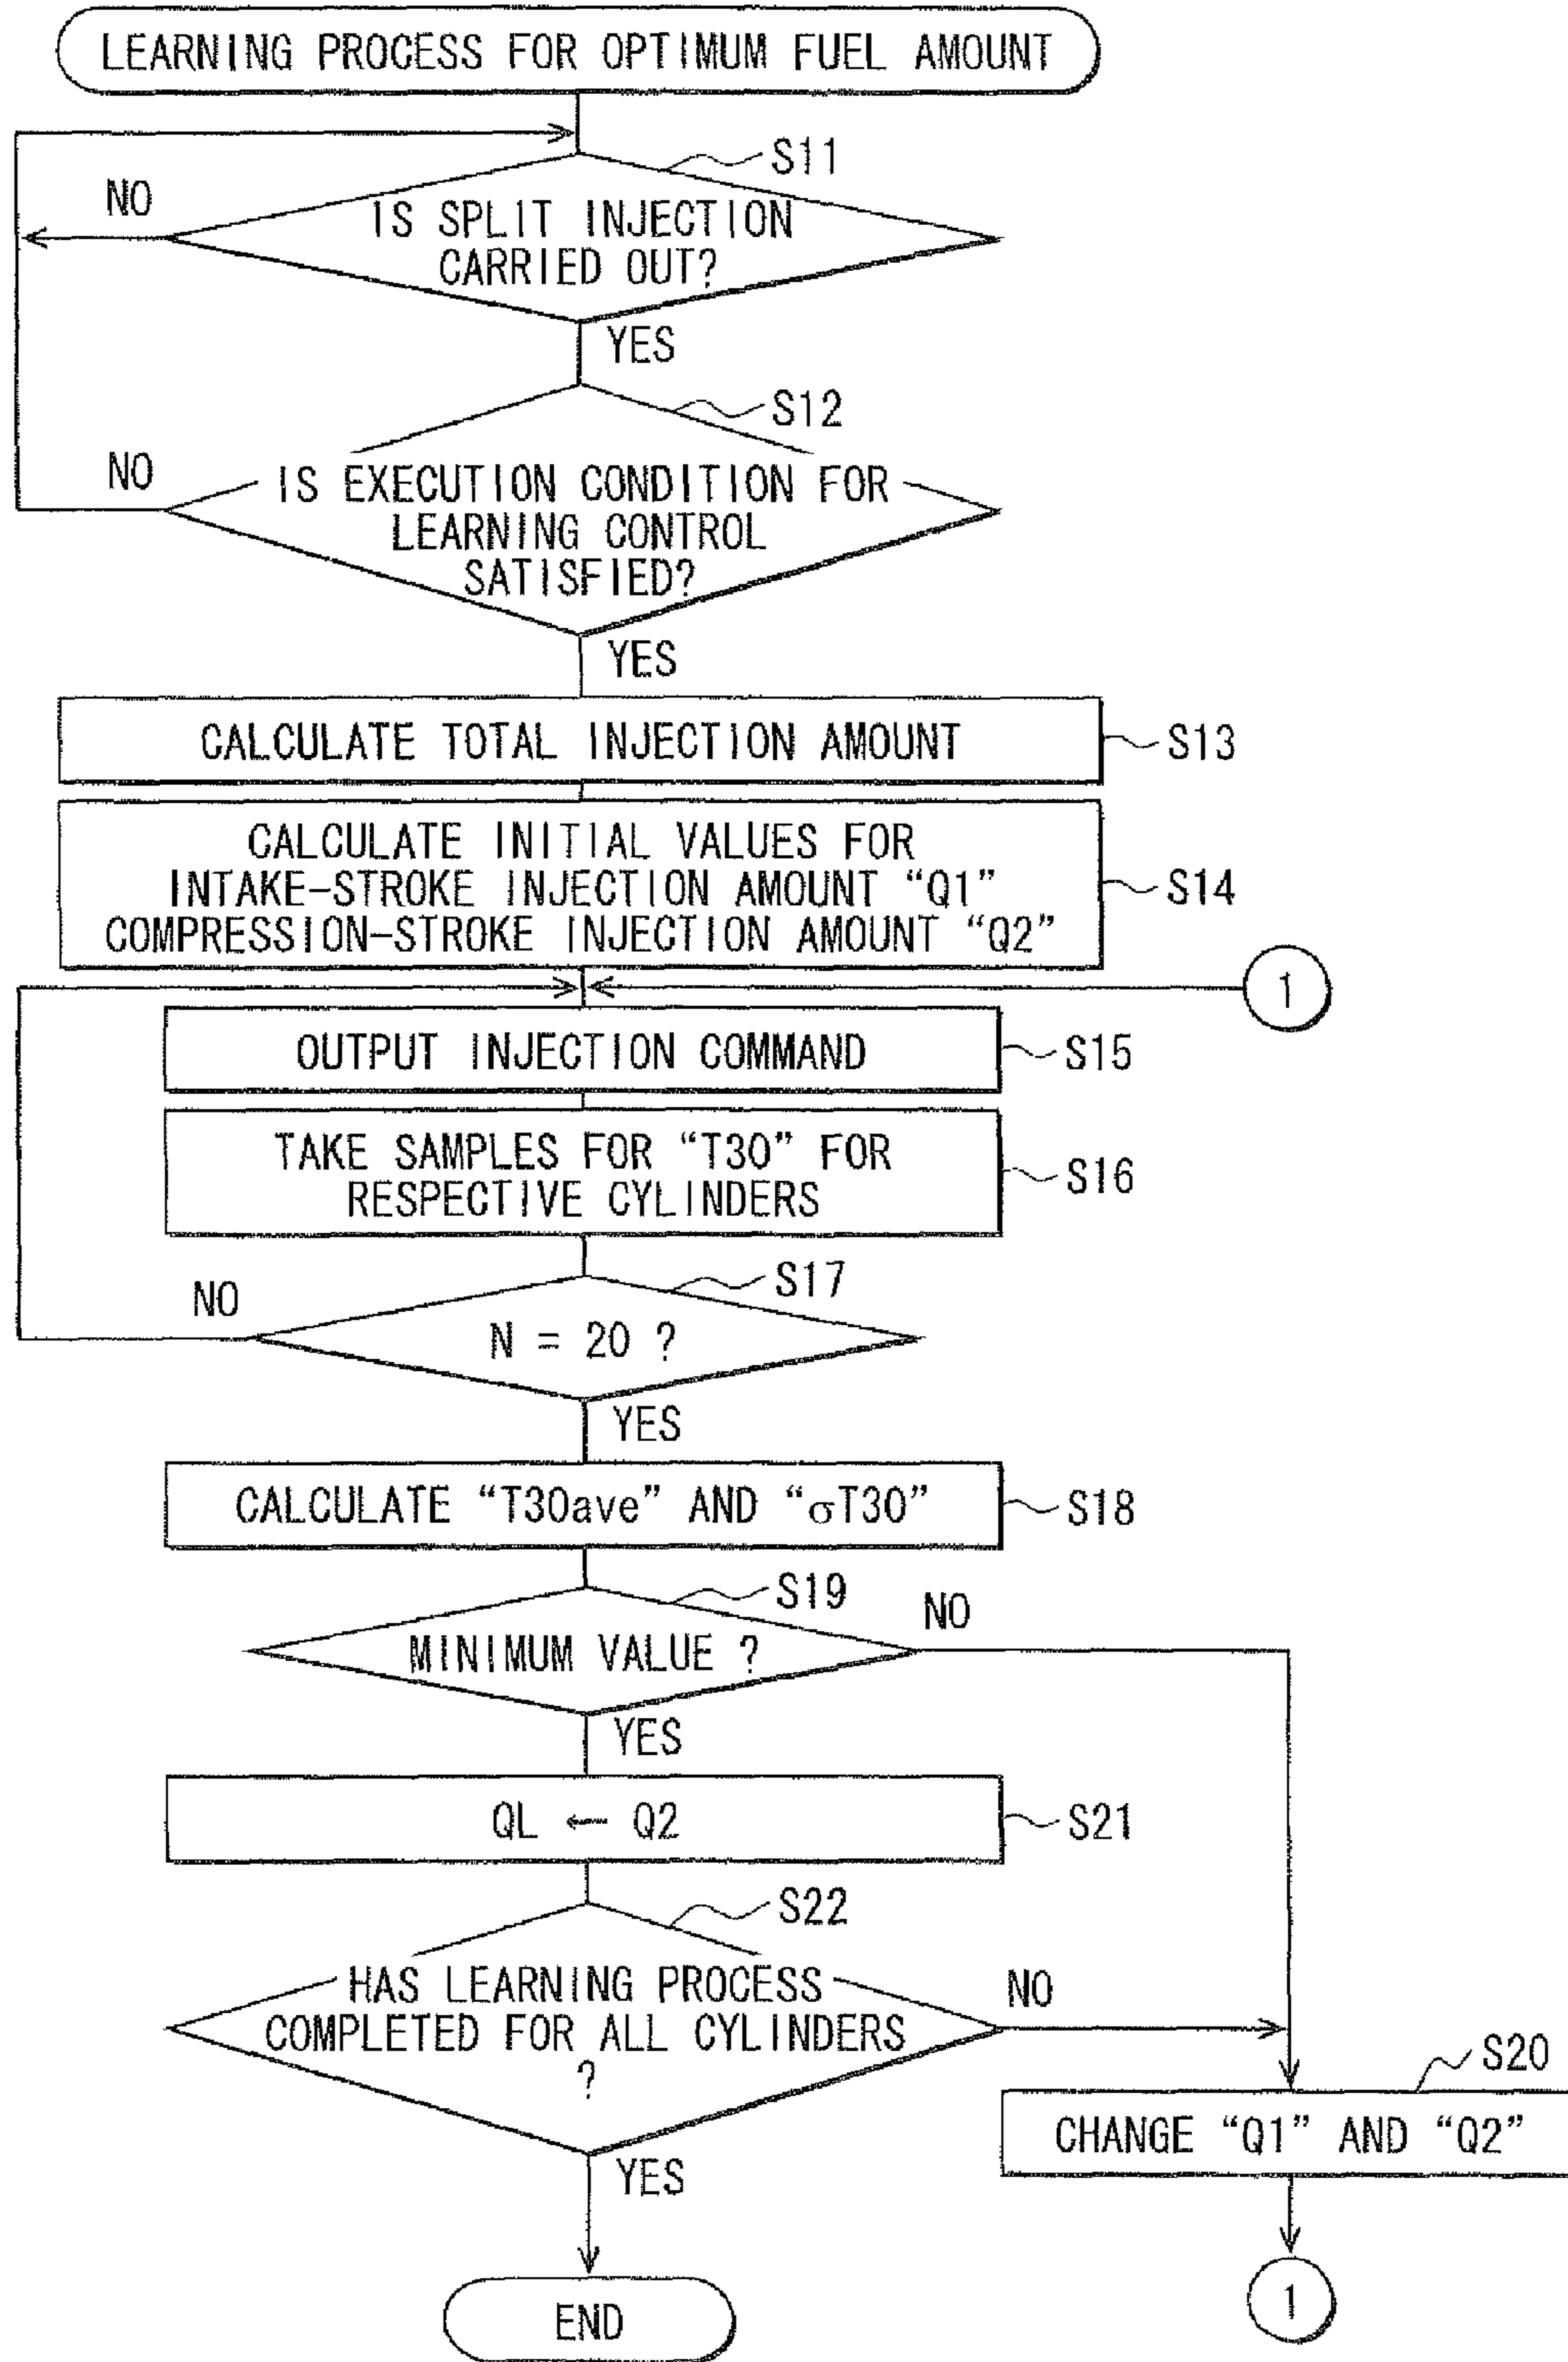 LEARNING PROCESS FOR OPTIMUM FUEL AMOUNT
S11
NO
IS SPLIT INJECTION
CARRIED OUT?
YES
S12
NO
IS EXECUTION CONDITION FOR
LEARNING CONTROL
SATISFIED?
YES
CALCULATE TOTAL INJECTION AMOUNT
S13
CALCULATE INITIAL VALUES FOR
INTAKE-STROKE INJECTION AMOUNT “Q1”
COMPRESSION-STROKE INJECTION AMOUNT “Q2”
S14
1
OUTPUT INJECTION COMMAND
S15
TAKE SAMPLES FOR “T30” FOR
RESPECTIVE CYLINDERS
S16
S17
NO
N = 20 ?
YES
CALCULATE “T30ave” AND “σT30”
S18
S19
NO
MINIMUM VALUE ?
YES
QL ← Q2
S21
S22
HAS LEARNING PROCESS
COMPLETED FOR ALL CYLINDERS
?
NO
YES
S20
CHANGE “Q1” AND “Q2”
1
END